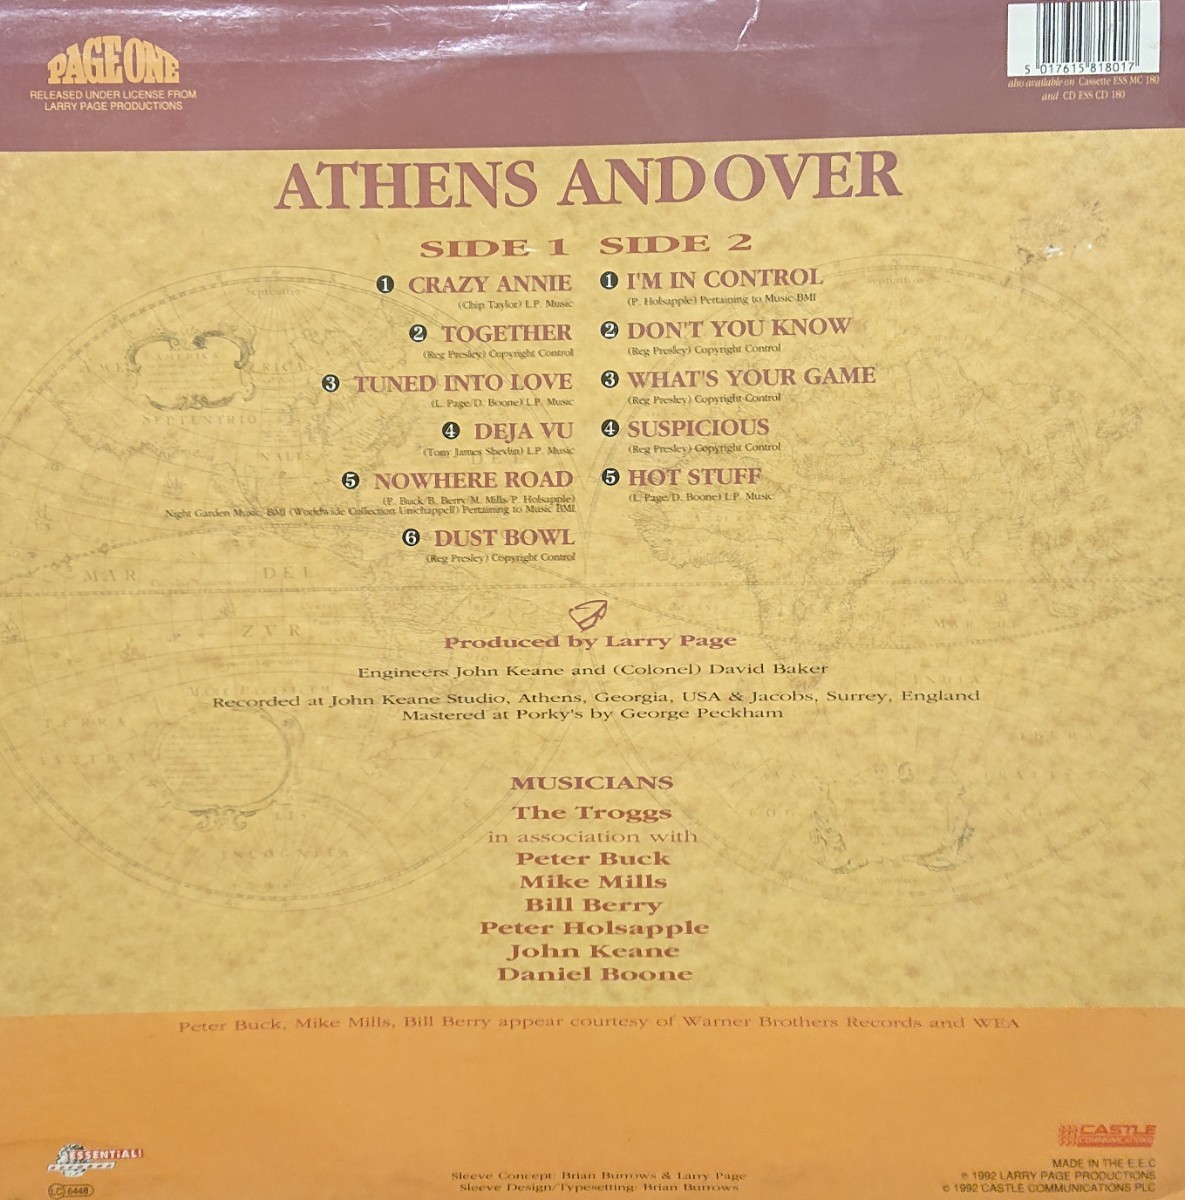 PAGE ONE
RELEASED UNDER LICENSE FROM
LARRY PAGE PRODUCTIONS
5 017615 818017
also available on Cassette ESS MC 180
and CD ESS CD 180
ATHENS ANDOVER
SIDE 1
1 CRAZY ANNIE
(Chip Taylor) L.P. Music
2 TOGETHER
(Reg Presley) Copyright Control
3 TUNED INTO LOVE
(L. Page/D. Boone) L.P. Music
4 DEJA VU
(Tony James Shevlin) L.P. Music
5 NOWHERE ROAD
(P. Buck/B. Berry/M. Mills/P. Holsapple)
Night Garden Music/BMI (Worldwide Collection Unichappell) Pertaining to Music BMI
6 DUST BOWL
(Reg Presley) Copyright Control
SIDE 2
1 I'M IN CONTROL
(P. Holsapple) Pertaining to Music-BMI
2 DON'T YOU KNOW
(Reg Presley) Copyright Control
3 WHAT'S YOUR GAME
(Reg Presley) Copyright Control
4 SUSPICIOUS
(Reg Presley) Copyright Control
5 HOT STUFF
(L. Page/D. Boone) L.P. Music
Produced by Larry Page
Engineers John Keane and (Colonel) David Baker
Recorded at John Keane Studio, Athens, Georgia, USA & Jacobs, Surrey, England
Mastered at Porky's by George Peckham
MUSICIANS
The Troggs
in association with
Peter Buck
Mike Mills
Bill Berry
Peter Holsapple
John Keane
Daniel Boone
Peter Buck, Mike Mills, Bill Berry appear courtesy of Warner Brothers Records and WEA
ESSENTIAL!
RECORDS
LC 6448
Sleeve Concept: Brian Burrows & Larry Page
Sleeve Design/Typesetting: Brian Burrows
CASTLE
COMMUNICATIONS
MADE IN THE E.E.C
℗ 1992 LARRY PAGE PRODUCTIONS
© 1992 CASTLE COMMUNICATIONS PLC
September
AMERICA
SEPTENTRIO
NALIS
MAR DEL
ZVR